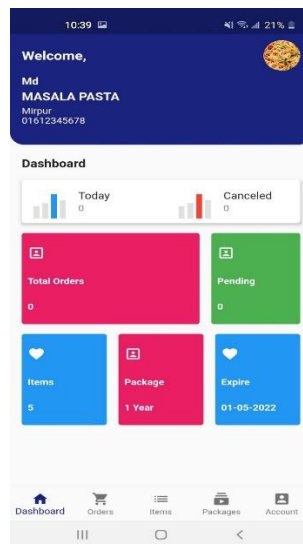 10:39
21%
Welcome,
Md
MASALA PASTA
Mirpur
01612345678
Dashboard
Today
0
Canceled
0
Total Orders
0
Pending
0
Items
5
Package
1 Year
Expire
01-05-2022
Dashboard
Orders
Items
Packages
Account